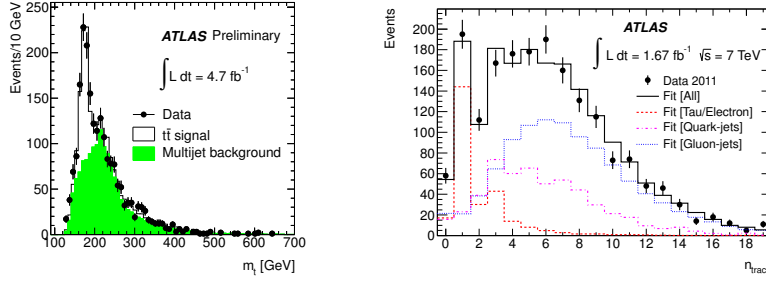 Events/10 GeV
250
200
150
100
50
0
ATLAS Preliminary
∫ L dt = 4.7 fb⁻¹
Data
tt̄ signal
Multijet background
100 200 300 400 500 600 700
m_t [GeV]
Events
200
180
160
140
120
100
80
60
40
20
0
ATLAS
∫ L dt = 1.67 fb⁻¹ √s = 7 TeV
Data 2011
Fit [All]
Fit [Tau/Electron]
Fit [Quark-jets]
Fit [Gluon-jets]
0 2 4 6 8 10 12 14 16 18
n_trac